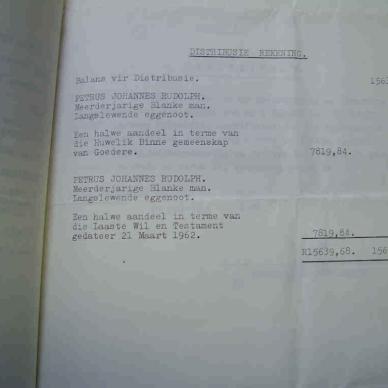 DISTRIBUSIE REKENING.
Balans vir Distribusie. 1563
PETRUS JOHANNES RUDOLPH.
Meerderjarige Blanke man.
Langslewende eggenoot.
Een halwe aandeel in terme van
die Huwelik Binne gemeenskap
van Goedere. 7819,84.
PETRUS JOHANNES RUDOLPH.
Meerderjarige Blanke man.
Langslewende eggenoot.
Een halwe aandeel in terme van
die Laaste Wil en Testament
gedateer 21 Maart 1962. 7819,84.
R15639,68. 156